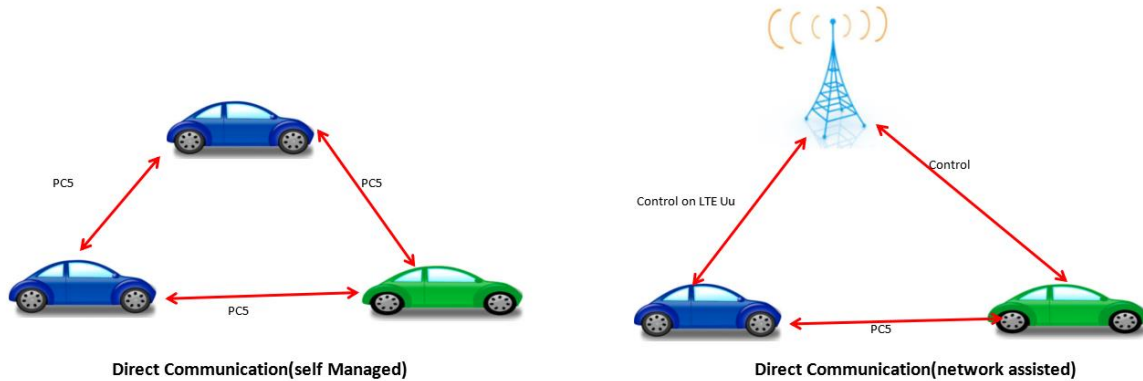 PC5
PC5
PC5
Direct Communication(self Managed)
Control
Control on LTE Uu
PC5
Direct Communication(network assisted)